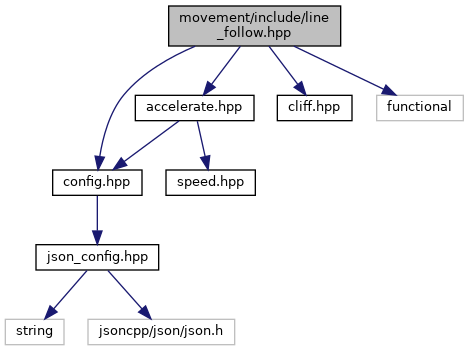 movement/include/line
_follow.hpp
accelerate.hpp
cliff.hpp
functional
config.hpp
speed.hpp
json_config.hpp
string
jsoncpp/json/json.h